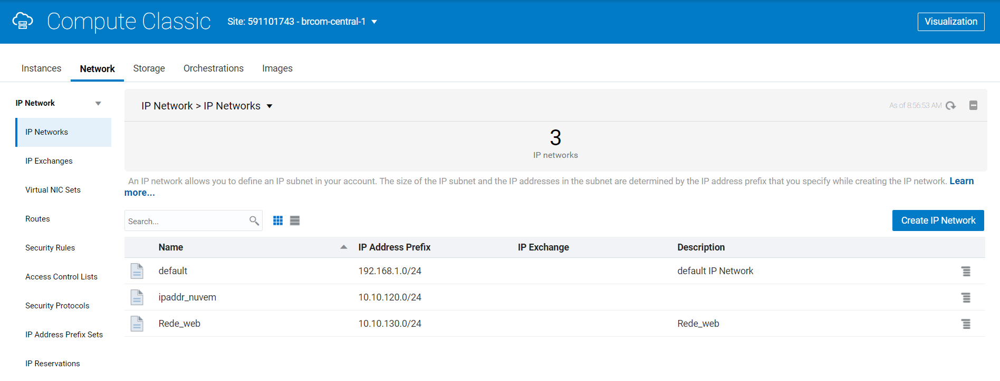 Compute Classic
Site: 591101743 - brcom-central-1
Visualization
Instances
Network
Storage
Orchestrations
Images
IP Network
IP Networks
IP Exchanges
Virtual NIC Sets
Routes
Security Rules
Access Control Lists
Security Protocols
IP Address Prefix Sets
IP Reservations
IP Network > IP Networks
As of 8:56:53 AM
3
IP networks
An IP network allows you to define an IP subnet in your account. The size of the IP subnet and the IP addresses in the subnet are determined by the IP address prefix that you specify while creating the IP network. Learn
more...
Search...
Create IP Network
Name IP Address Prefix IP Exchange Description
default 192.168.1.0/24 default IP Network
ipaddr_nuvem 10.10.120.0/24
Rede_web 10.10.130.0/24 Rede_web